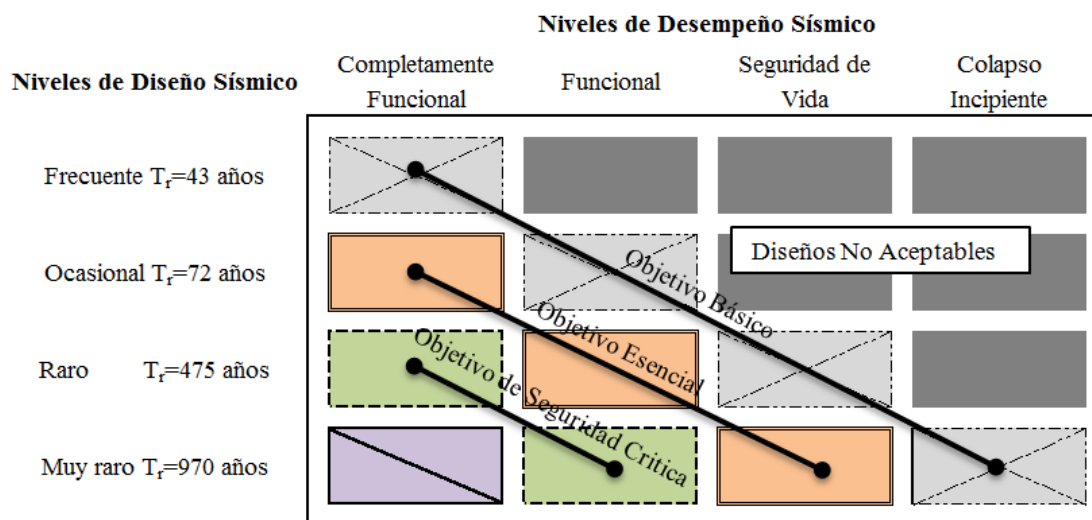 Niveles de Desempeño Sísmico
Niveles de Diseño Sísmico
Completamente
Funcional
Funcional
Seguridad de
Vida
Colapso
Incipiente
Frecuente Tr=43 años
Ocasional Tr=72 años
Diseños No Aceptables
Objetivo Básico
Objetivo Esencial
Objetivo de Seguridad Critica
Raro Tr=475 años
Muy raro Tr=970 años